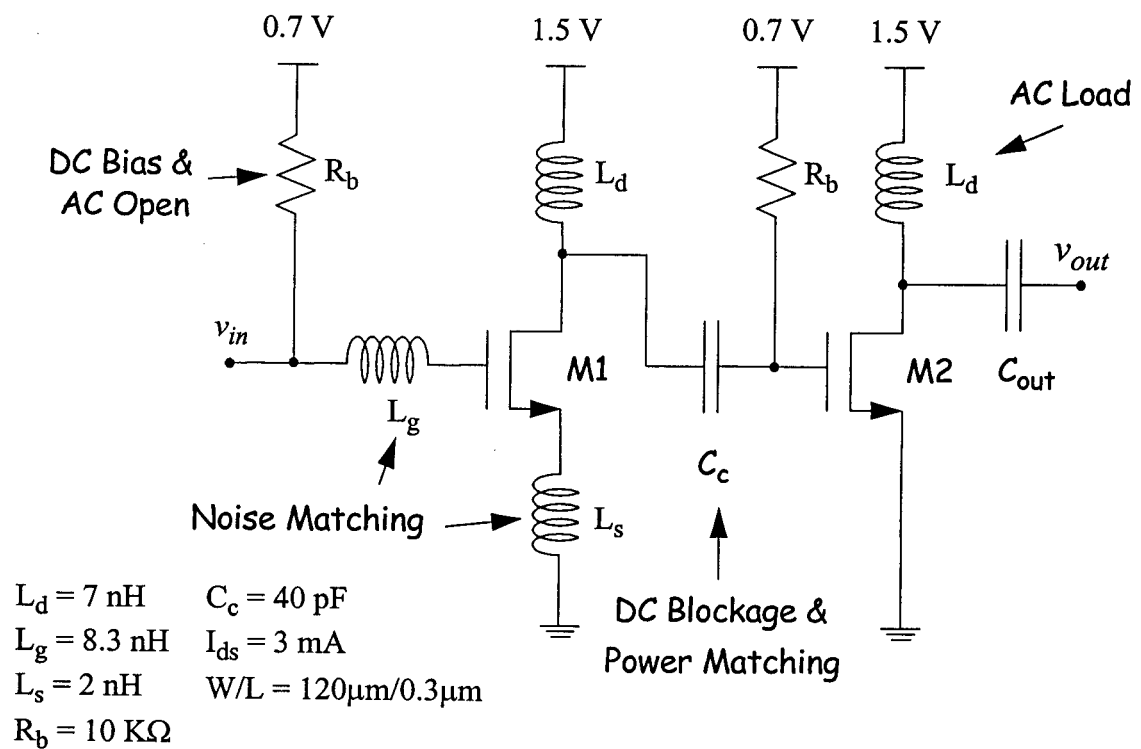 0.7 V
1.5 V
0.7 V
1.5 V
AC Load
DC Bias &
AC Open
R_b
L_d
R_b
L_d
v_out
v_in
M1
M2
C_out
L_g
C_c
Noise Matching
L_s
DC Blockage &
Power Matching
L_d = 7 nH C_c = 40 pF
L_g = 8.3 nH I_ds = 3 mA
L_s = 2 nH W/L = 120μm/0.3μm
R_b = 10 KΩ